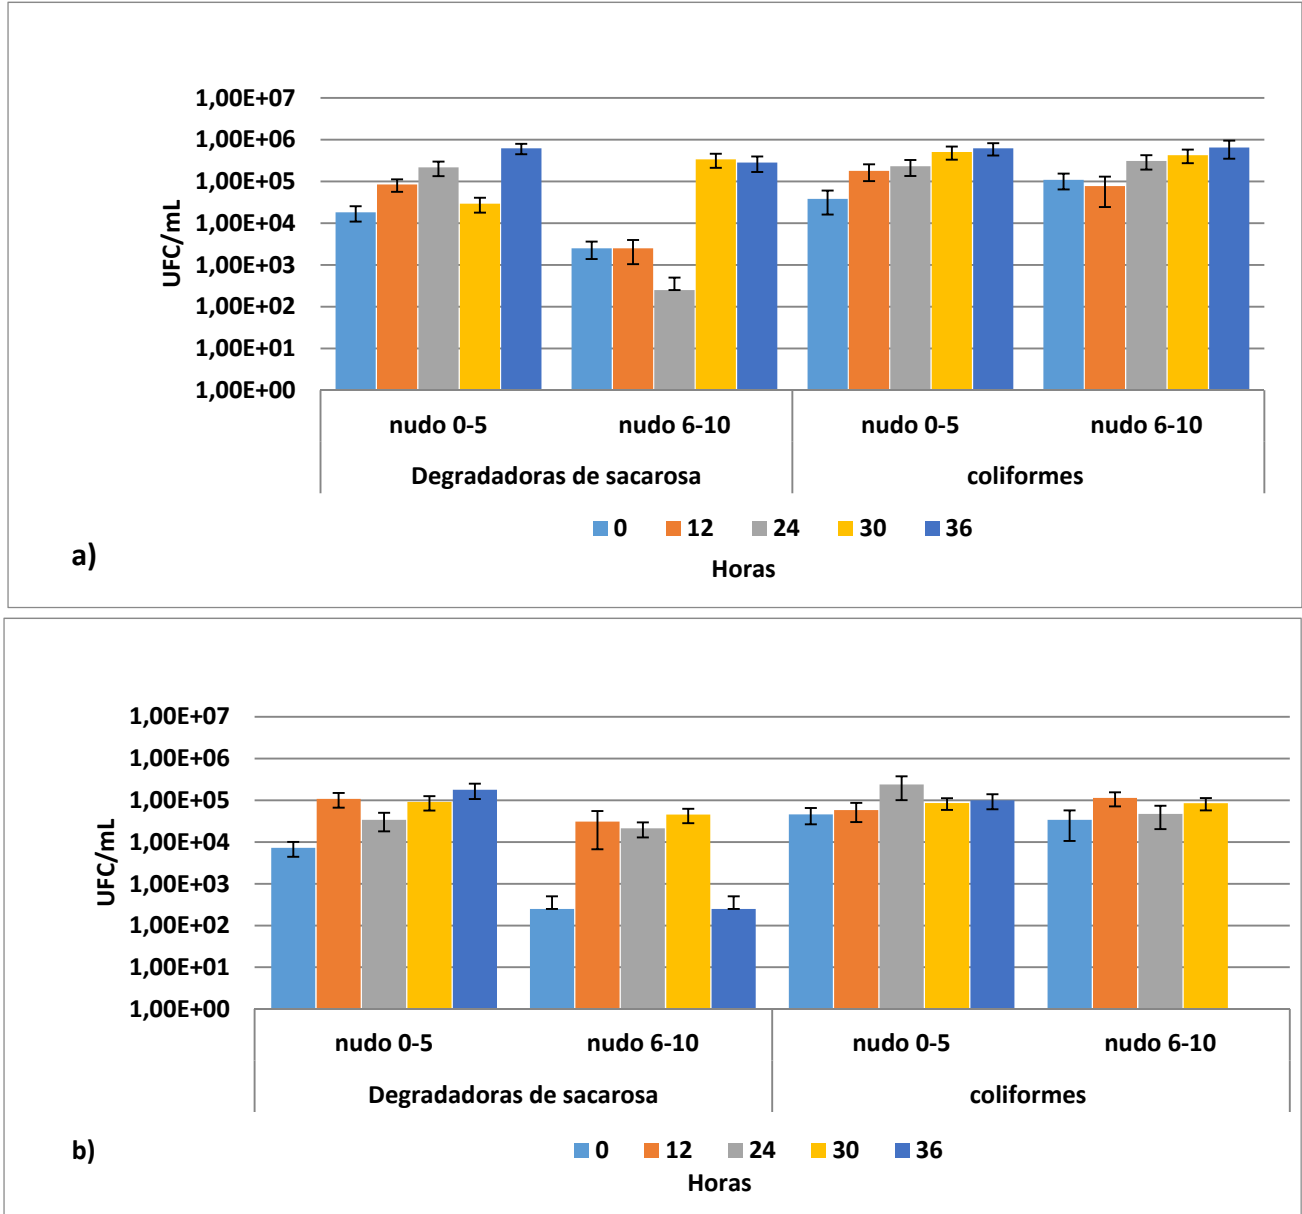 1,00E+07
1,00E+06
1,00E+05
1,00E+04
1,00E+03
1,00E+02
1,00E+01
1,00E+00
UFC/mL
nudo 0-5 nudo 6-10 nudo 0-5 nudo 6-10
Degradadoras de sacarosa coliformes
0 12 24 30 36
Horas
a)
1,00E+07
1,00E+06
1,00E+05
1,00E+04
1,00E+03
1,00E+02
1,00E+01
1,00E+00
UFC/mL
nudo 0-5 nudo 6-10 nudo 0-5 nudo 6-10
Degradadoras de sacarosa coliformes
0 12 24 30 36
Horas
b)